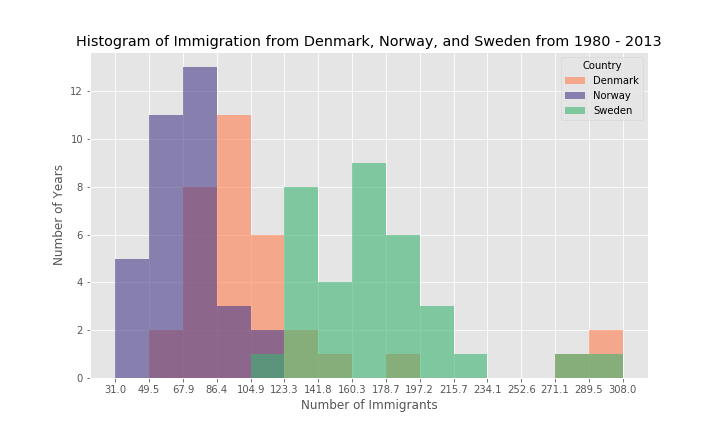 Histogram of Immigration from Denmark, Norway, and Sweden from 1980 - 2013
Country
Denmark
Norway
Sweden
Number of Years
12
10
8
6
4
2
0
31.0 49.5 67.9 86.4 104.9 123.3 141.8 160.3 178.7 197.2 215.7 234.1 252.6 271.1 289.5 308.0
Number of Immigrants